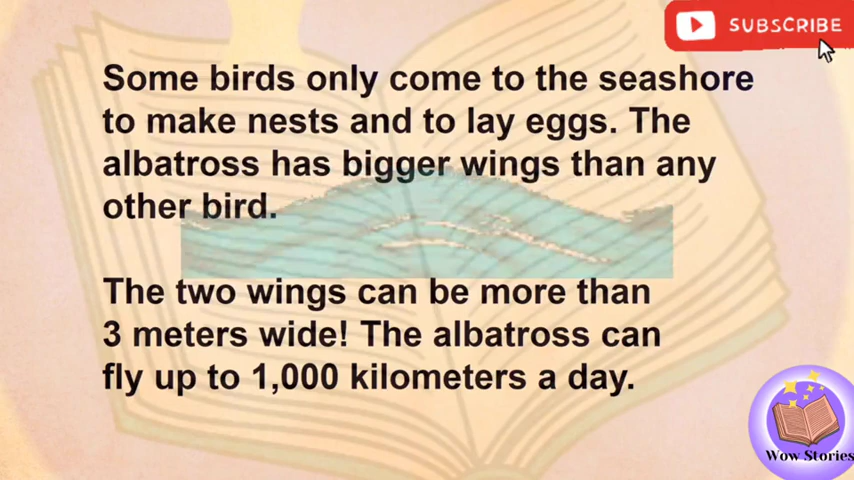 SUBSCRIBE
Some birds only come to the seashore
to make nests and to lay eggs. The
albatross has bigger wings than any
other bird.
The two wings can be more than
3 meters wide! The albatross can
fly up to 1,000 kilometers a day.
Wow Stories